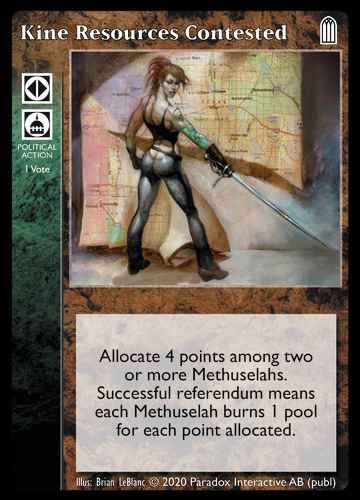 Kine Resources Contested
POLITICAL
ACTION
1 Vote
Allocate 4 points among two
or more Methuselahs.
Successful referendum means
each Methuselah burns 1 pool
for each point allocated.
Illus: Brian LeBlanc © 2020 Paradox Interactive AB (publ)